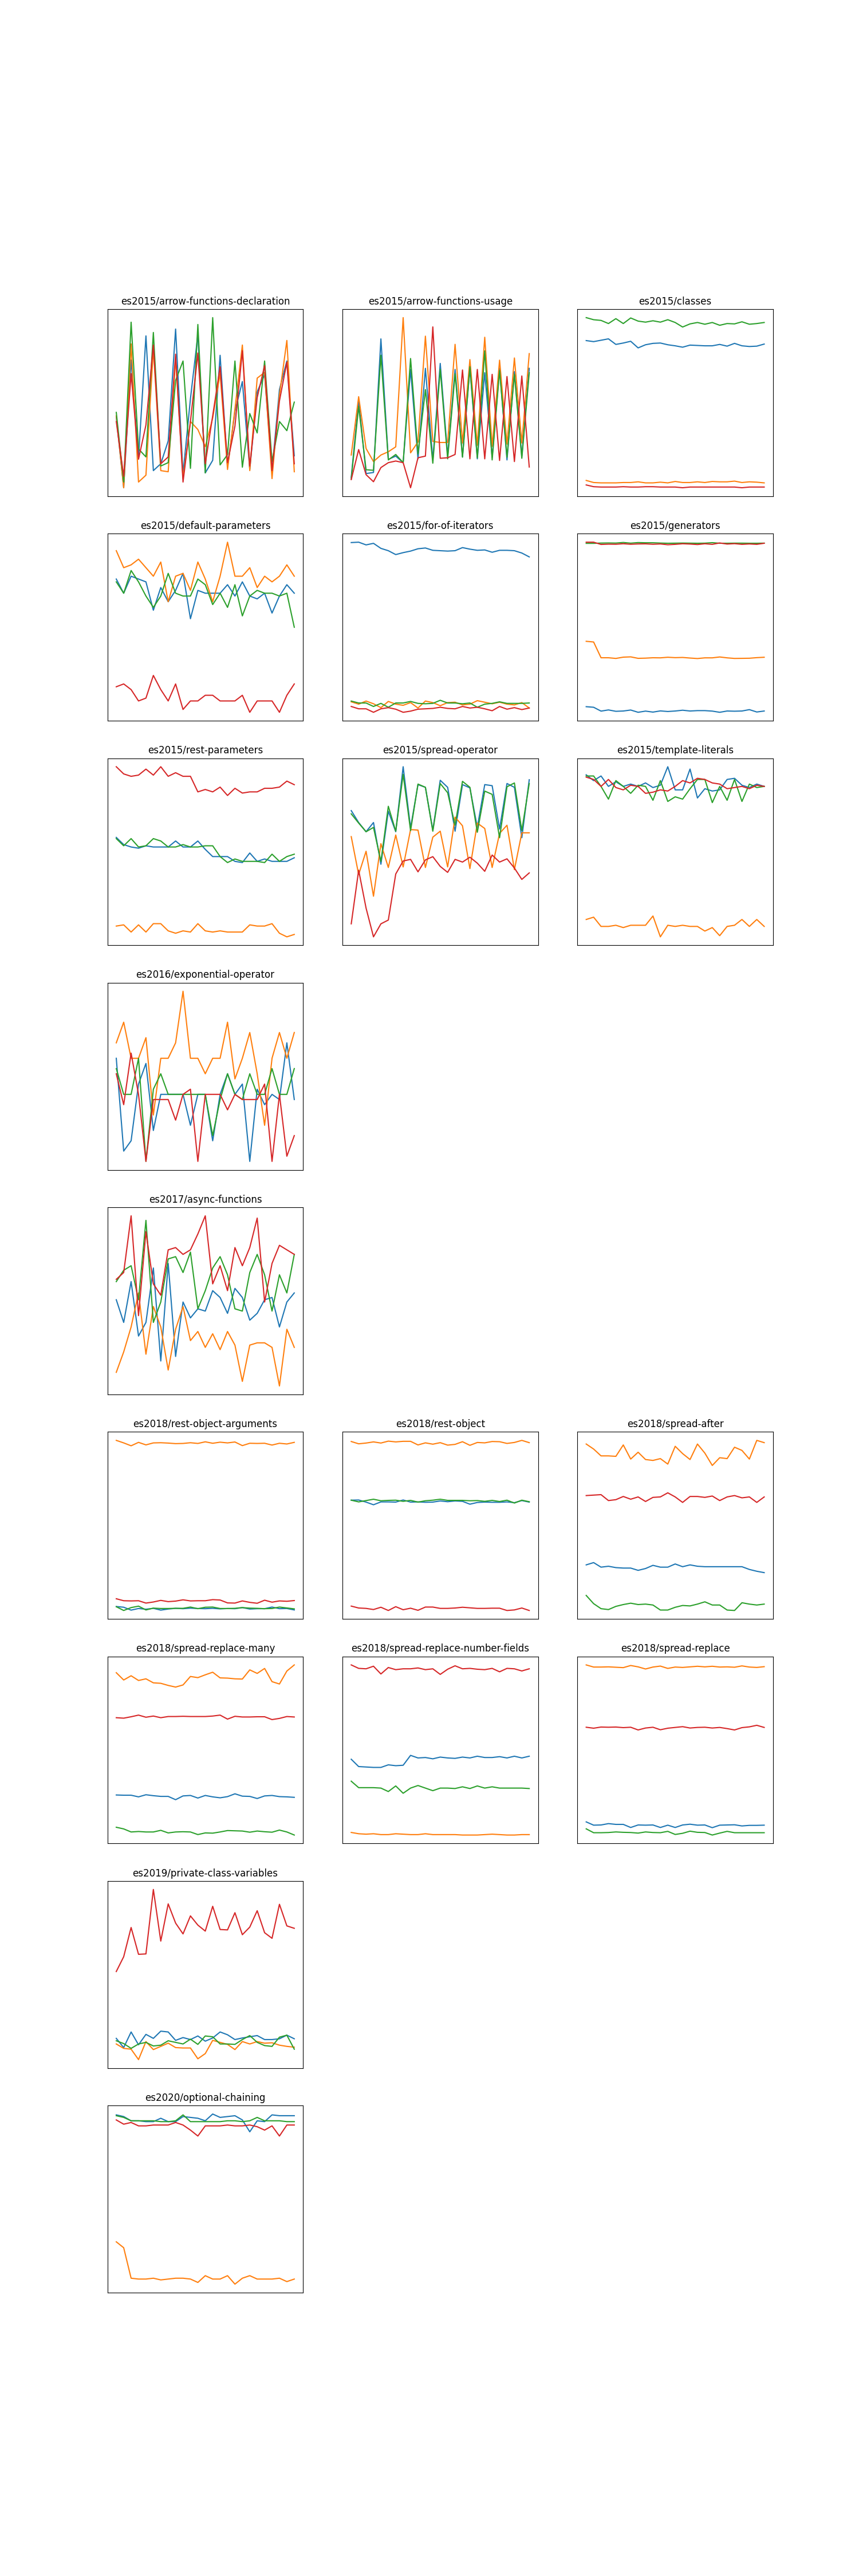 es2015/arrow-functions-declaration
es2015/arrow-functions-usage
es2015/classes
es2015/default-parameters
es2015/for-of-iterators
es2015/generators
es2015/rest-parameters
es2015/spread-operator
es2015/template-literals
es2016/exponential-operator
es2017/async-functions
es2018/rest-object-arguments
es2018/rest-object
es2018/spread-after
es2018/spread-replace-many
es2018/spread-replace-number-fields
es2018/spread-replace
es2019/private-class-variables
es2020/optional-chaining